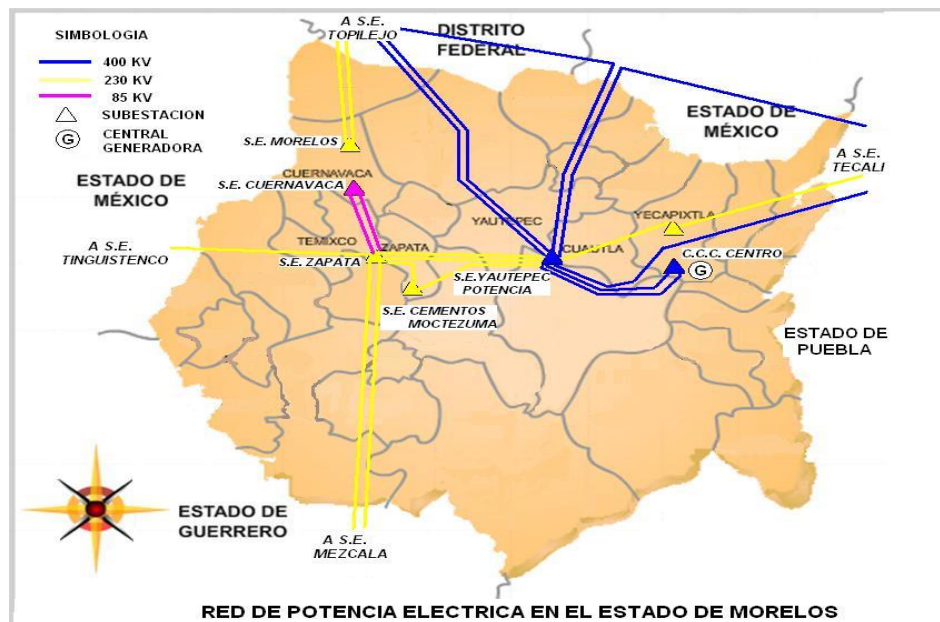 SIMBOLOGIA
400 KV
230 KV
85 KV
SUBESTACION
G
CENTRAL
GENERADORA
A S.E.
TOPILEJO
DISTRITO
FEDERAL
ESTADO DE
MÉXICO
A S.E.
TECALI
S.E. MORELOS
CUERNAVACA
S.E. CUERNAVACA
ESTADO DE
MÉXICO
YAUTEPEC
YECAPIXTLA
A S.E.
TINGUISTENCO
TEMIXCO
ZAPATA
S.E. ZAPATA
CUAUTLA
C.C.C. CENTRO
G
S.E.YAUTEPEC
POTENCIA
S.E. CEMENTOS
MOCTEZUMA
ESTADO DE
PUEBLA
ESTADO DE
GUERRERO
A S.E.
MEZCALA
RED DE POTENCIA ELECTRICA EN EL ESTADO DE MORELOS